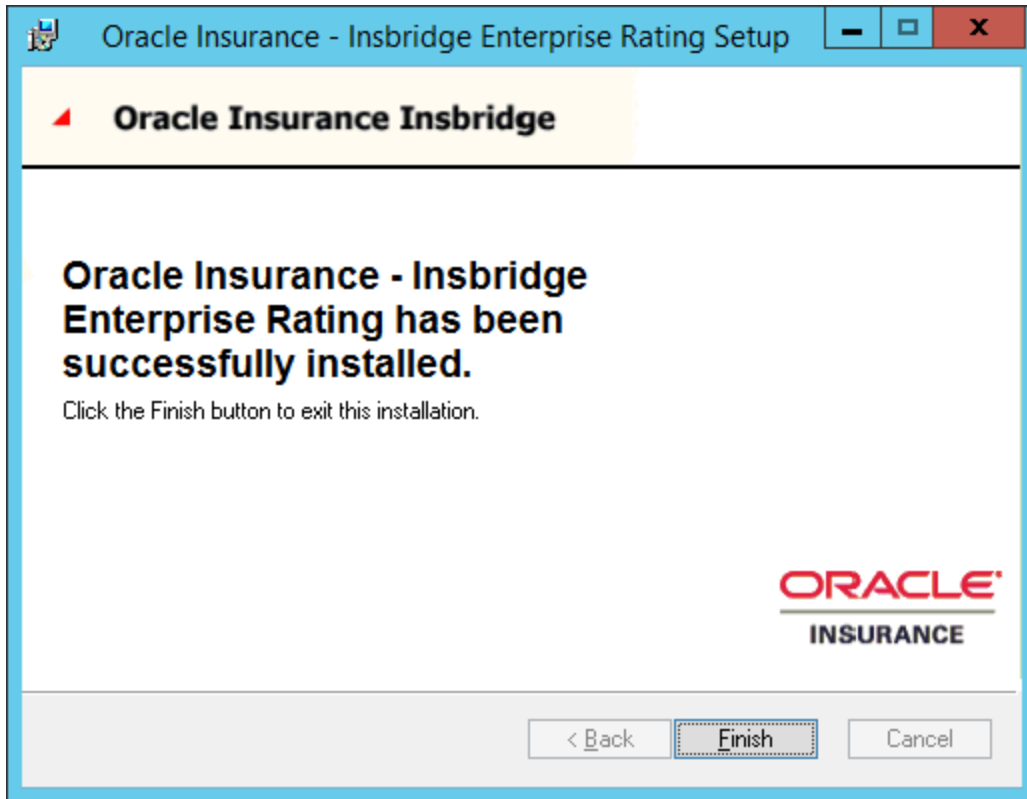 Oracle Insurance - Insbridge Enterprise Rating Setup
Oracle Insurance Insbridge
Oracle Insurance - Insbridge
Enterprise Rating has been
successfully installed.
Click the Finish button to exit this installation.
ORACLE
INSURANCE
< Back Finish Cancel